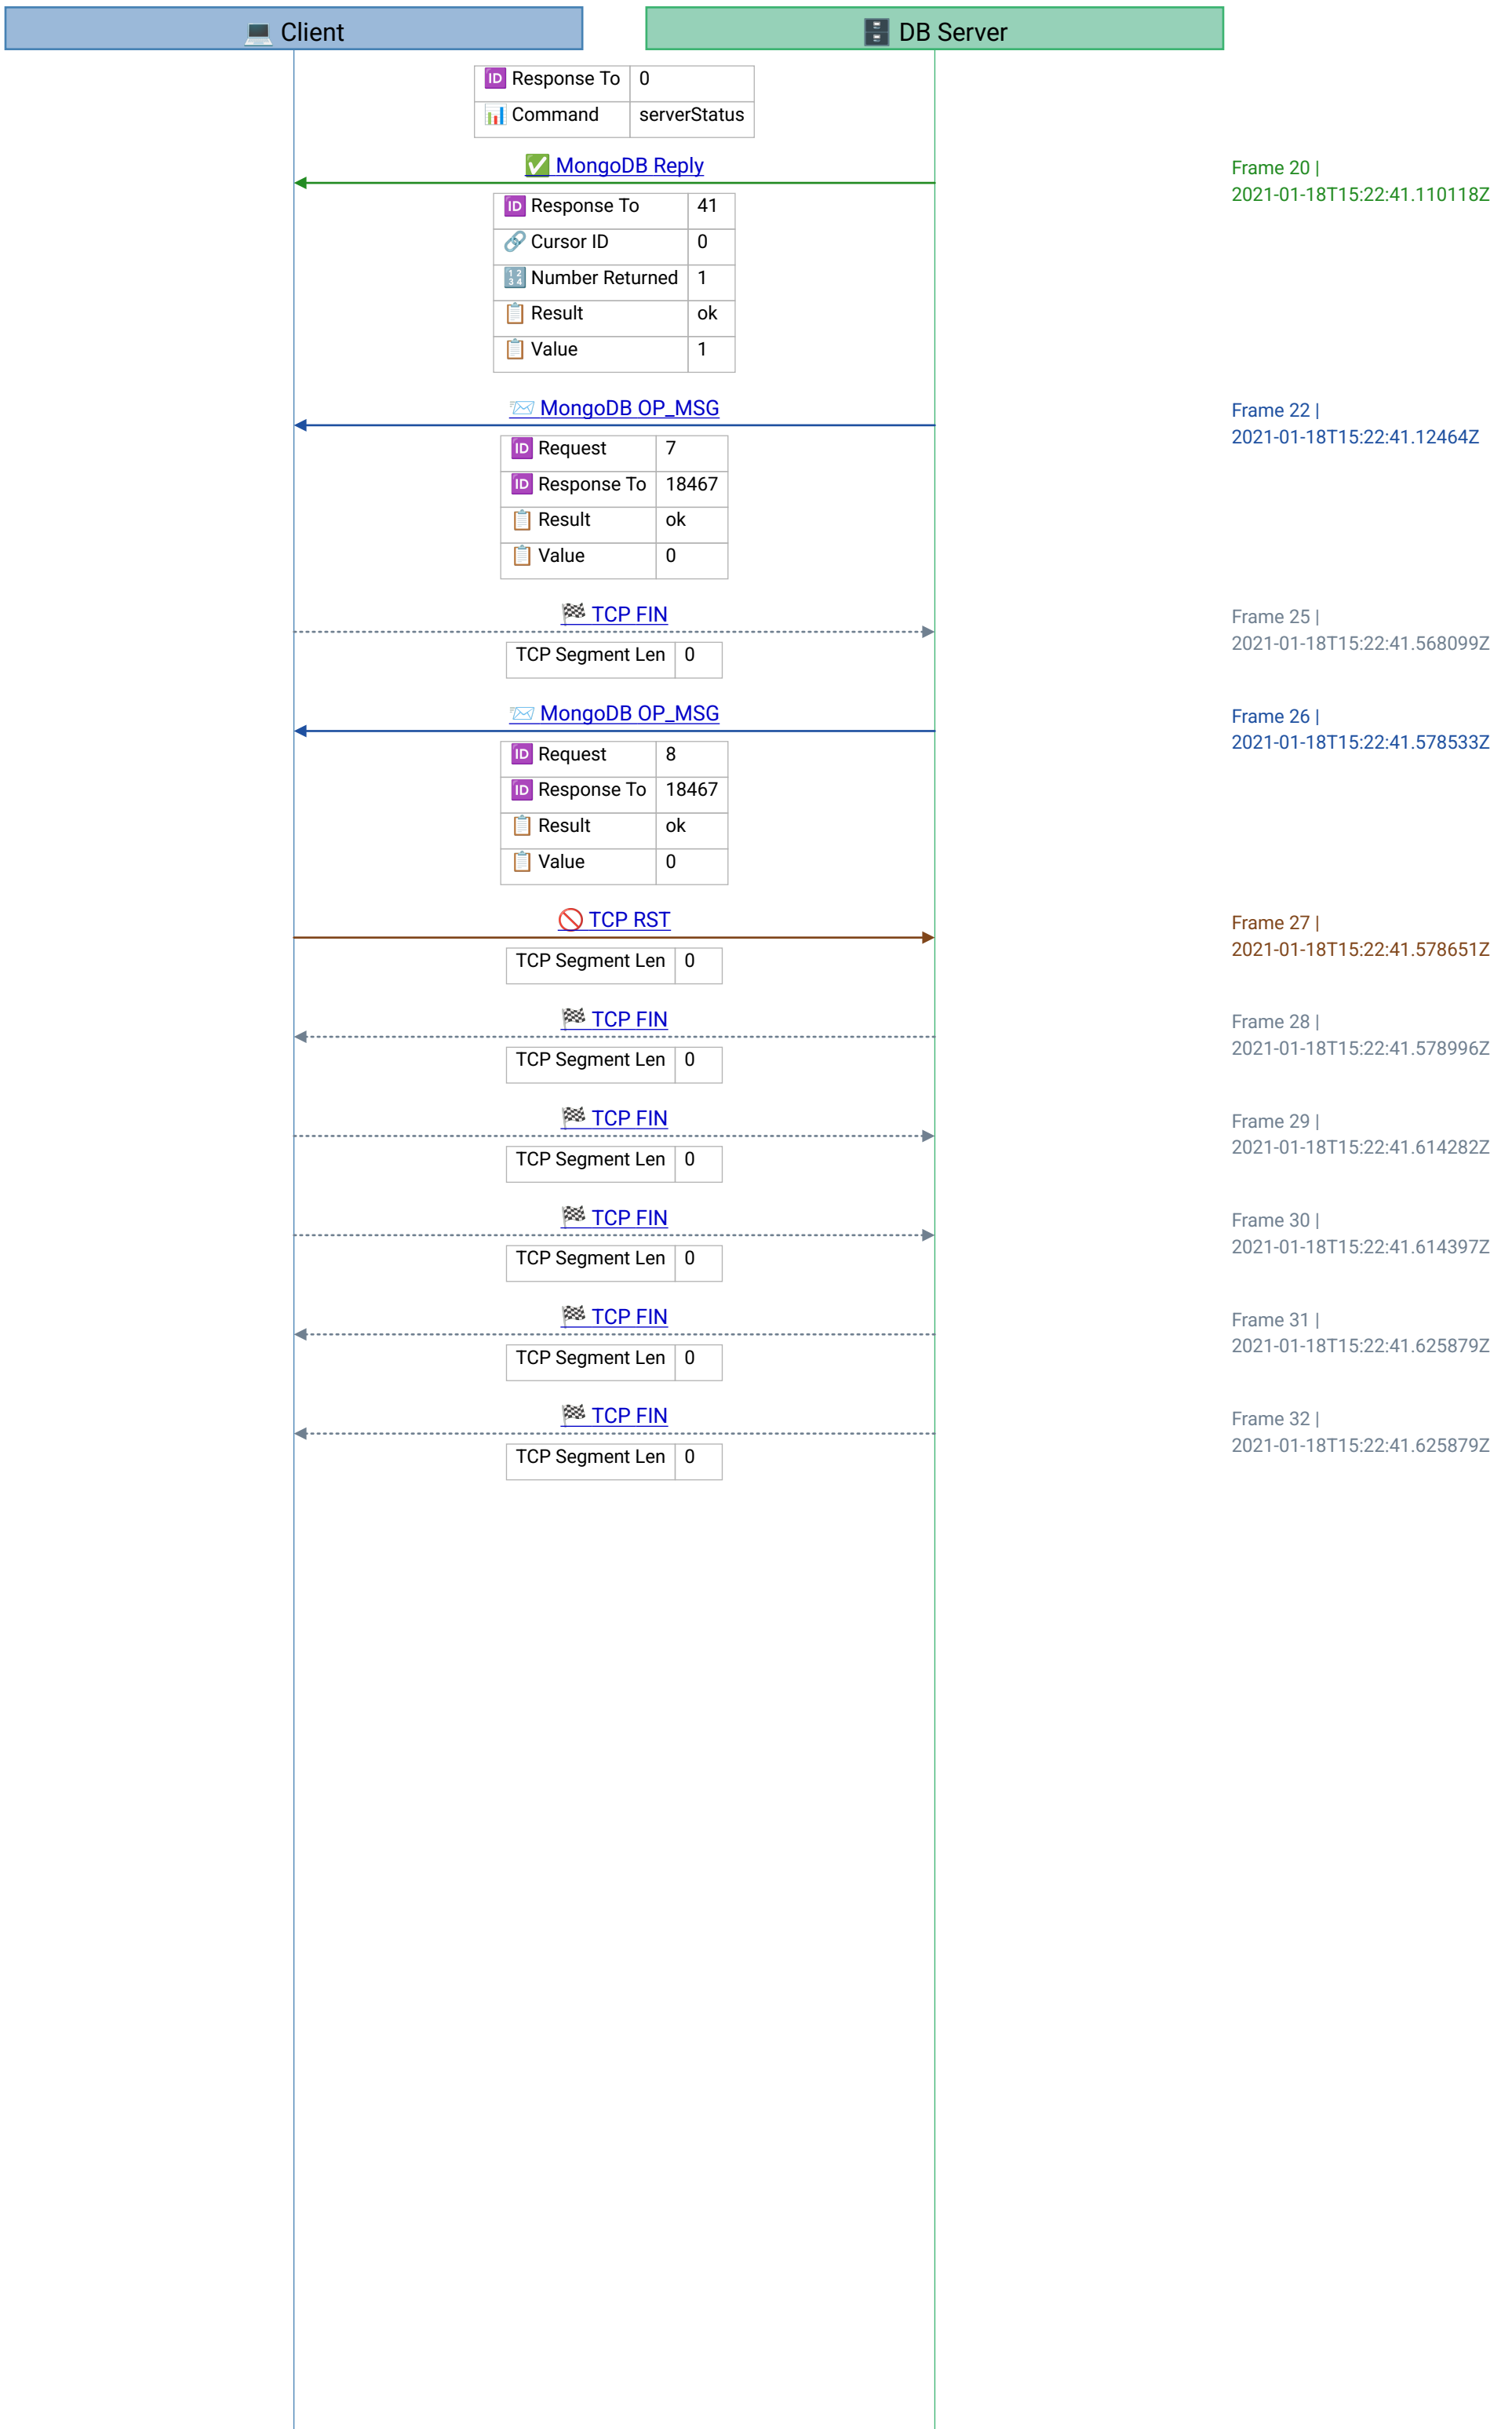 💻 Client
🗄️ DB Server
🆔 Response To 0
📊 Command serverStatus
✅ MongoDB Reply
Frame 20 |
2021-01-18T15:22:41.110118Z
🆔 Response To 41
🔗 Cursor ID 0
🔢 Number Returned 1
📋 Result ok
📋 Value 1
📨 MongoDB OP_MSG
Frame 22 |
2021-01-18T15:22:41.12464Z
🆔 Request 7
🆔 Response To 18467
📋 Result ok
📋 Value 0
🏁 TCP FIN
Frame 25 |
2021-01-18T15:22:41.568099Z
TCP Segment Len 0
📨 MongoDB OP_MSG
Frame 26 |
2021-01-18T15:22:41.578533Z
🆔 Request 8
🆔 Response To 18467
📋 Result ok
📋 Value 0
🚫 TCP RST
Frame 27 |
2021-01-18T15:22:41.578651Z
TCP Segment Len 0
🏁 TCP FIN
Frame 28 |
2021-01-18T15:22:41.578996Z
TCP Segment Len 0
🏁 TCP FIN
Frame 29 |
2021-01-18T15:22:41.614282Z
TCP Segment Len 0
🏁 TCP FIN
Frame 30 |
2021-01-18T15:22:41.614397Z
TCP Segment Len 0
🏁 TCP FIN
Frame 31 |
2021-01-18T15:22:41.625879Z
TCP Segment Len 0
🏁 TCP FIN
Frame 32 |
2021-01-18T15:22:41.625879Z
TCP Segment Len 0